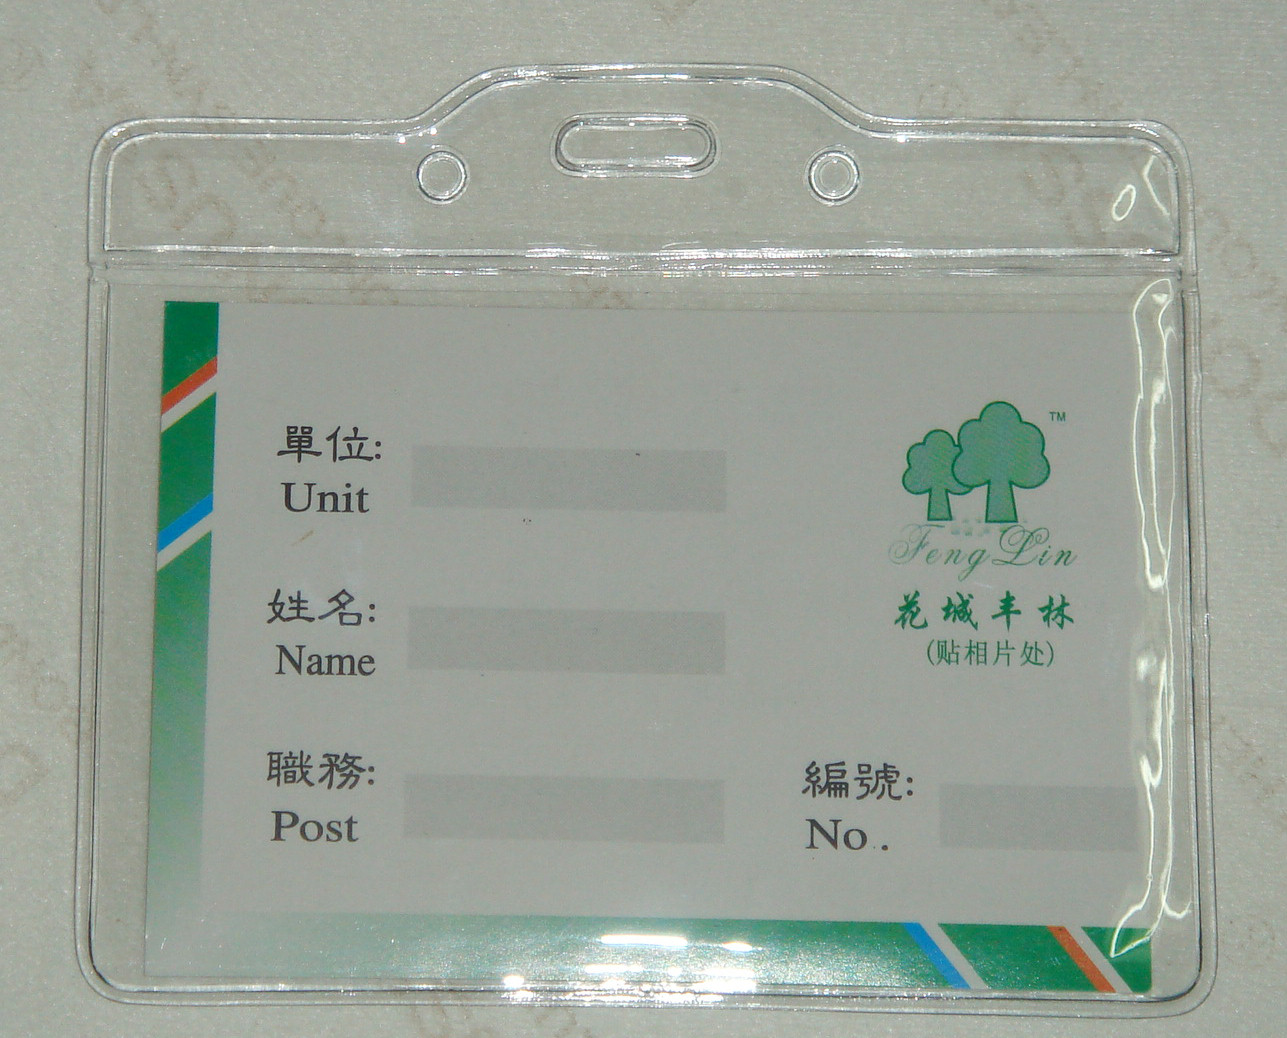 單位:
Unit
姓名:
Name
職務:
Post
TM
Feng Lin
花城丰林
(贴相片处)
編號:
No.